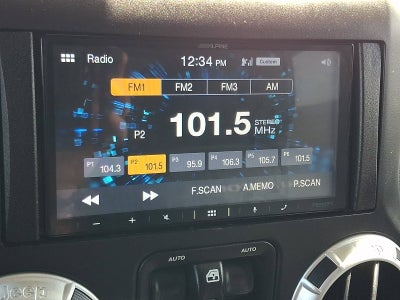 ALPINE
Radio 12:34 PM Custom
FM1 FM2 FM3 AM
P2 101.5 STEREO MHz
P1 104.3 P2 101.5 P3 95.9 P4 106.3 P5 105.7 P6 101.5
F.SCAN A.MEMO P.SCAN
AUTO AUTO
Jeep